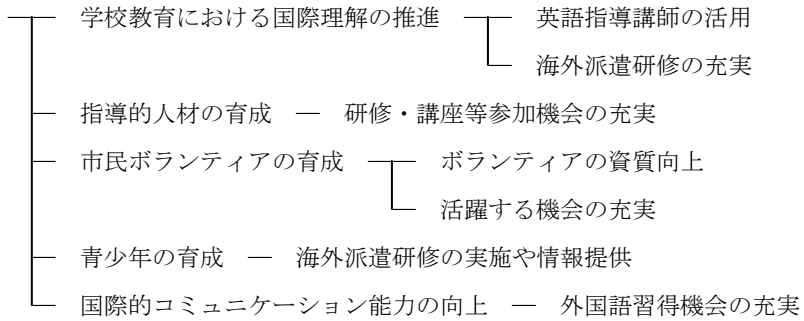 学校教育における国際理解の推進 英語指導講師の活用
海外派遣研修の充実
指導的人材の育成 研修・講座等参加機会の充実
市民ボランティアの育成 ボランティアの資質向上
活躍する機会の充実
青少年の育成 海外派遣研修の実施や情報提供
国際的コミュニケーション能力の向上 外国語習得機会の充実